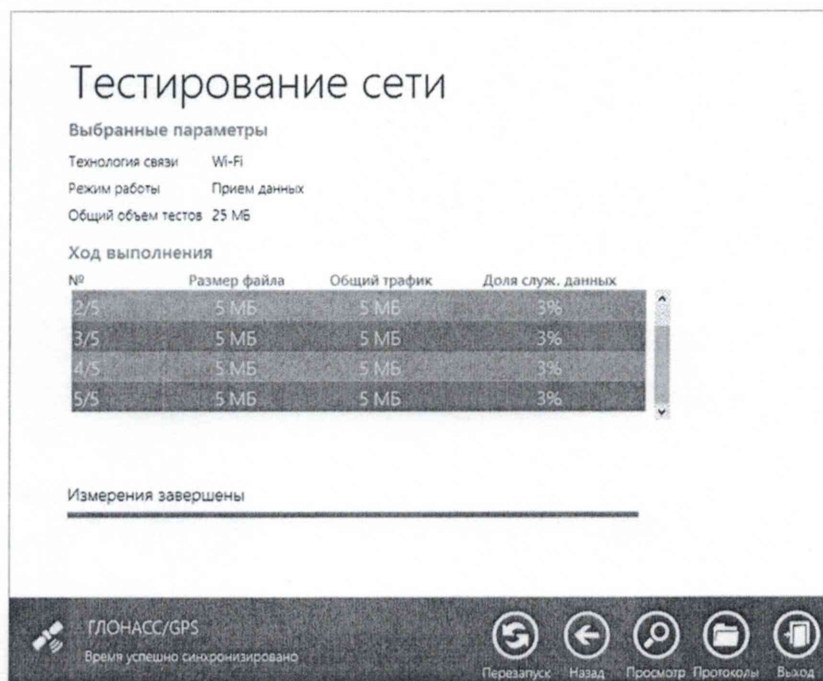 Тестирование сети
Выбранные параметры
Технология связи Wi-Fi
Режим работы Прием данных
Общий объем тестов 25 МБ
Ход выполнения
№ Размер файла Общий трафик Доля служ. данных
2/5 5 МБ 5 МБ 3%
3/5 5 МБ 5 МБ 3%
4/5 5 МБ 5 МБ 3%
5/5 5 МБ 5 МБ 3%
Измерения завершены
ГЛОНАСС/GPS
Время успешно синхронизировано
Перезапуск Назад Просмотр Протоколы Выход